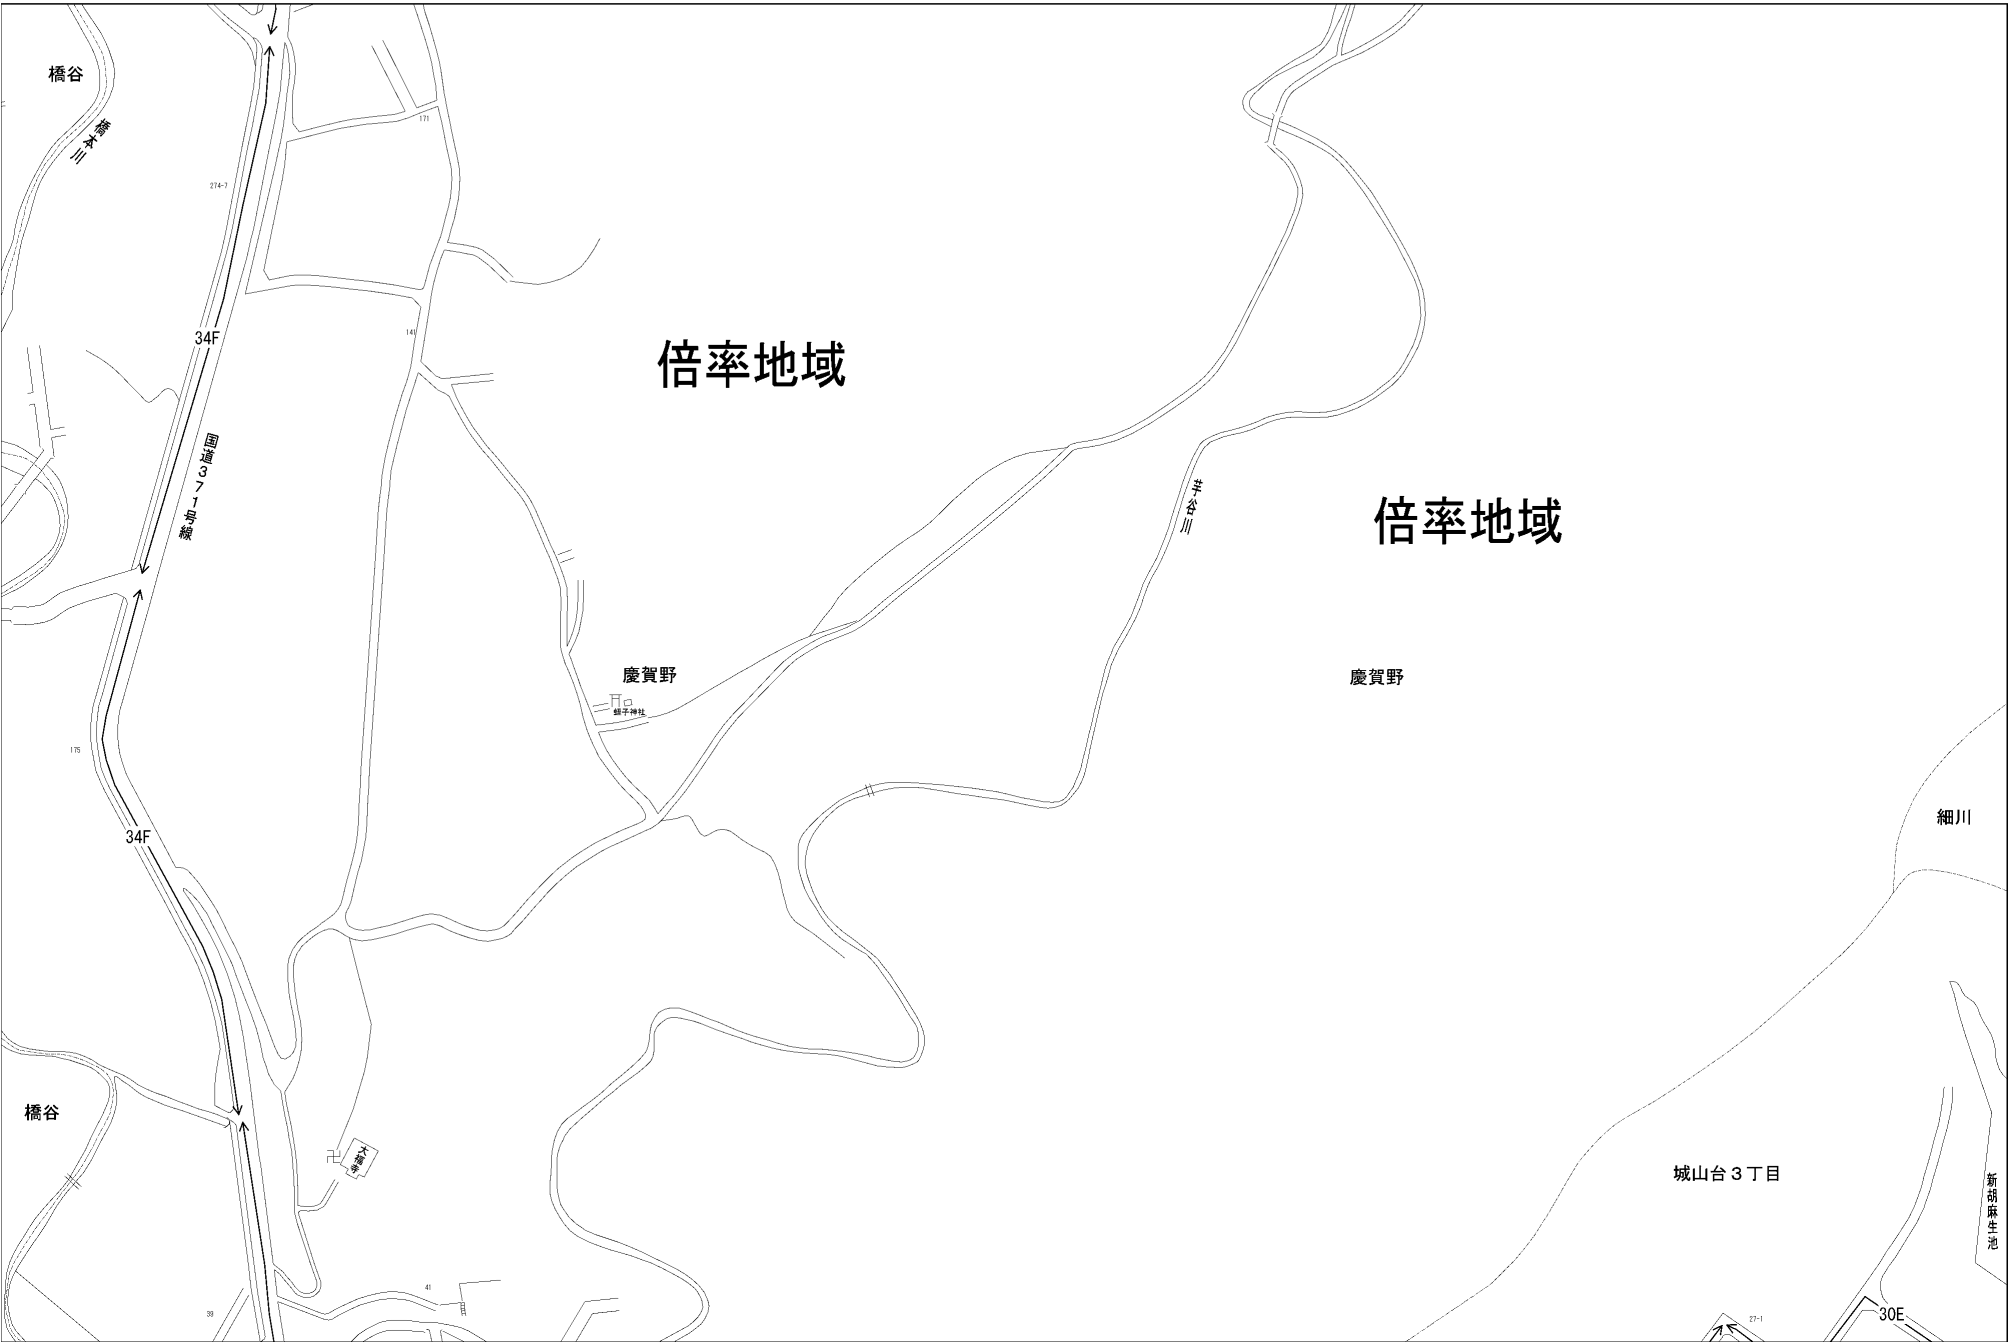 橋谷
橋本川
171
274-7
34F
141
倍率地域
国道371号線
芋谷川
倍率地域
慶賀野
蛭子神社
慶賀野
175
34F
細川
橋谷
大福寺
城山台3丁目
新胡麻生池
41
39
27-1
30E